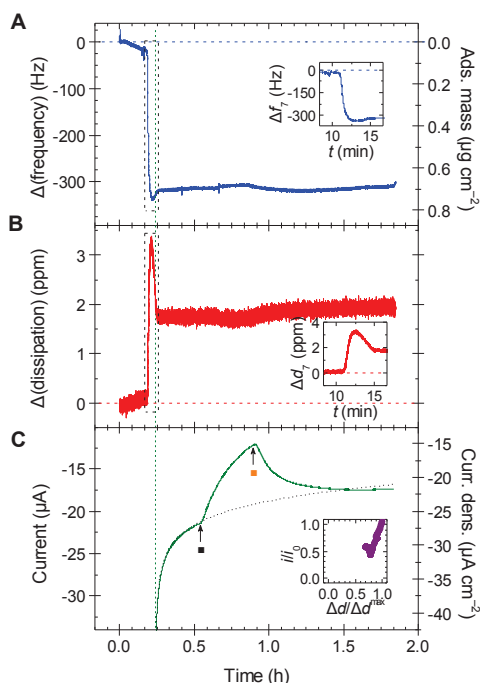 A
0
-100
-200
-300
Δ(frequency) (Hz)
0.0
0.2
0.4
0.6
0.8
Ads. mass (µg cm⁻²)
0
-150
-300
Δf₇ (Hz)
10
15
t (min)
B
3
2
1
0
Δ(dissipation) (ppm)
4
2
0
Δd₇ (ppm)
10
15
t (min)
C
-15
-20
-25
-30
Current (µA)
-15
-20
-25
-30
-35
-40
Curr. dens. (µA cm⁻²)
1.0
0.5
0.0
i/i₀
0.0
0.5
1.0
Δd/Δdᵐᵃˣ
0.0
0.5
1.0
1.5
2.0
Time (h)